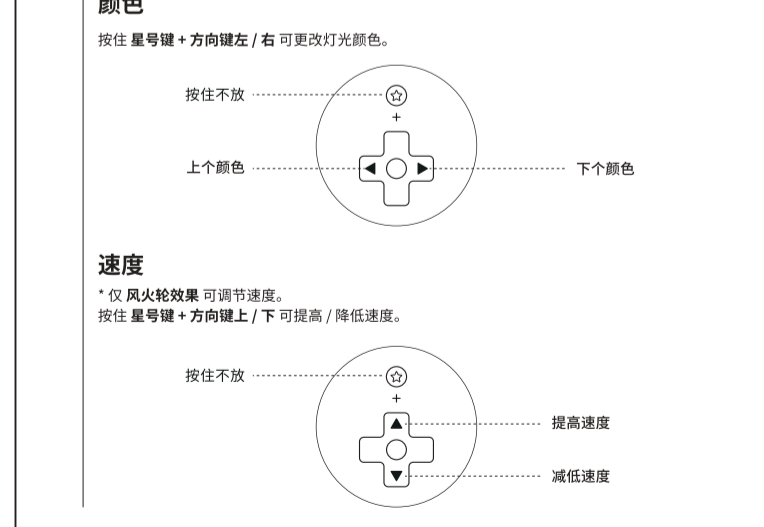 颜色
按住 星号键 + 方向键左 / 右 可更改灯光颜色。
按住不放
+
上个颜色
下个颜色
速度
* 仅 风火轮效果 可调节速度。
按住 星号键 + 方向键上 / 下 可提高 / 降低速度。
按住不放
+
提高速度
减低速度